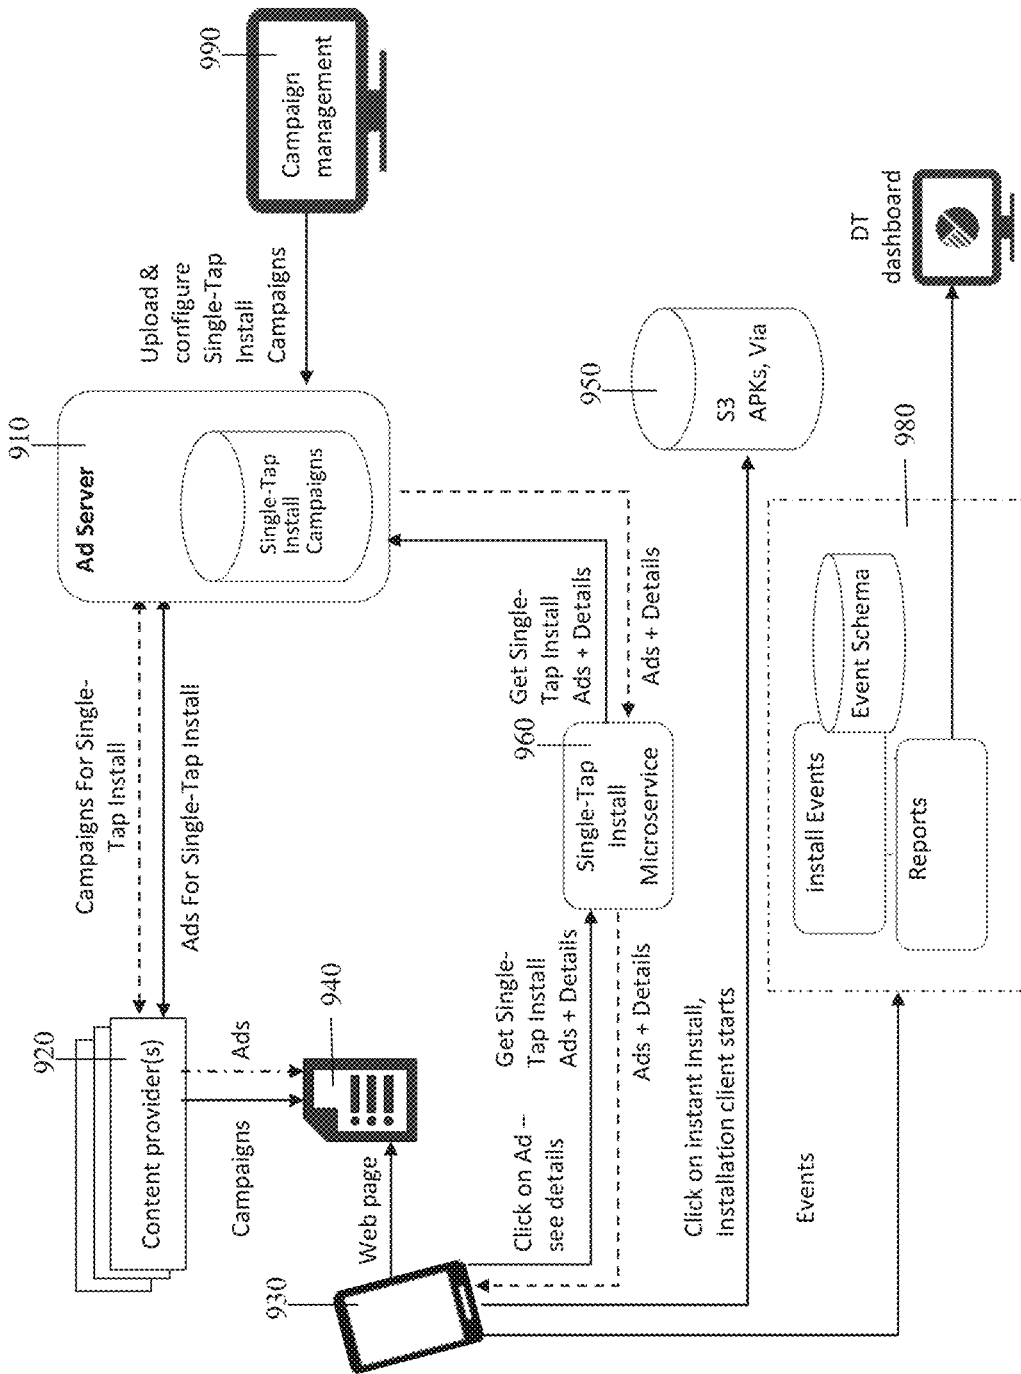 920
Content provider(s)
Campaigns For Single-
Tap Install
Ads For Single-Tap Install
910
Ad Server
Single-Tap
Install
Campaigns
Upload &
configure
Single-Tap
Install
Campaigns
990
Campaign
management
Campaigns
Ads
940
930
Web page
Click on Ad –
see details
Get Single-
Tap Install
Ads + Details
Ads + Details
960
Single-Tap
Install
Microservice
Get Single-
Tap Install
Ads + Details
Ads + Details
950
S3
APKs, Via
Click on instant Install,
Installation client starts
Events
Install Events
Event Schema
Reports
980
DT
dashboard